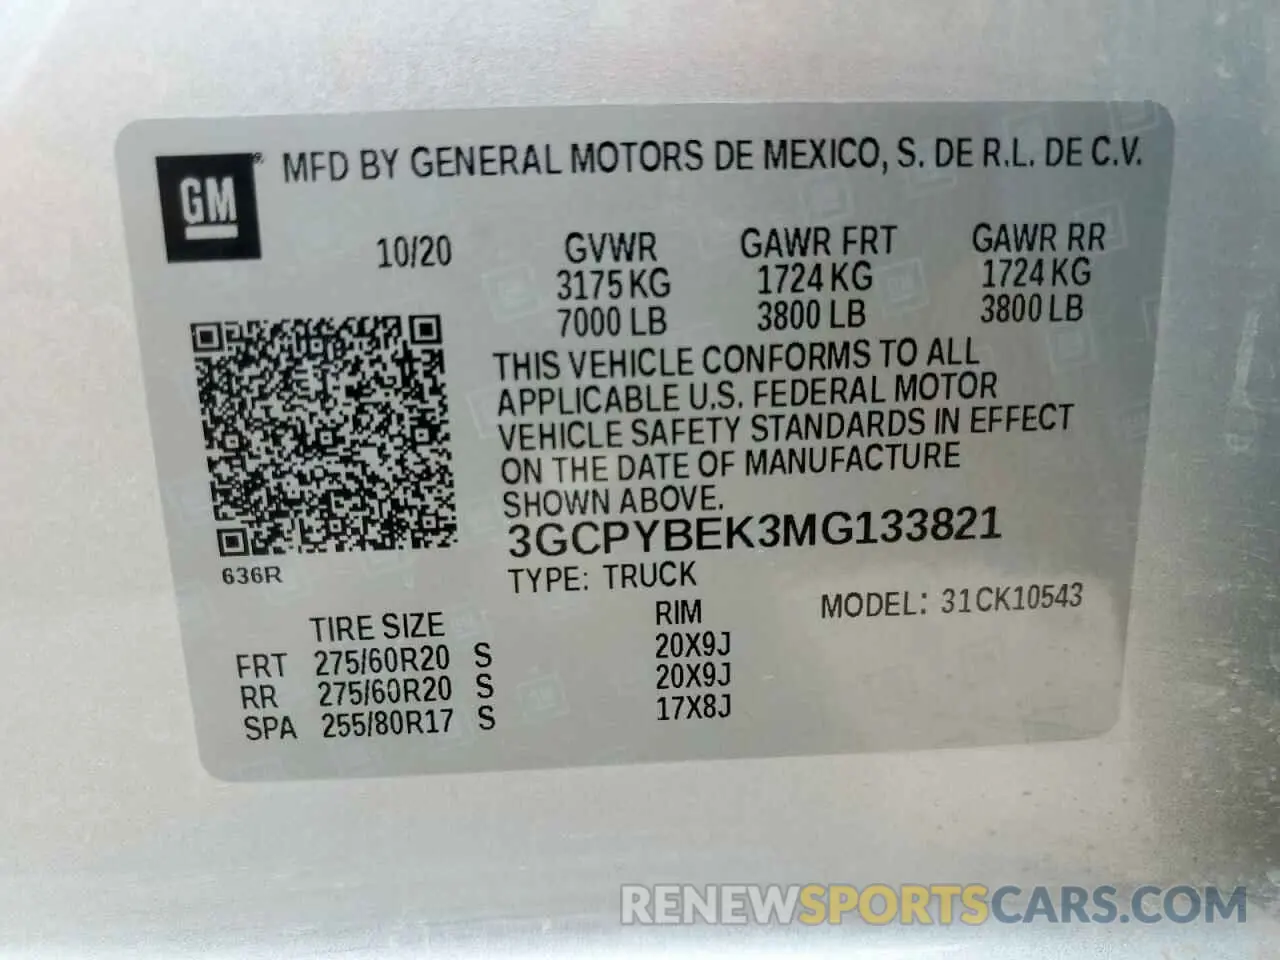 GM
MFD BY GENERAL MOTORS DE MEXICO, S. DE R.L. DE C.V.
10/20 GVWR GAWR FRT GAWR RR
3175 KG 1724 KG 1724 KG
7000 LB 3800 LB 3800 LB
THIS VEHICLE CONFORMS TO ALL
APPLICABLE U.S. FEDERAL MOTOR
VEHICLE SAFETY STANDARDS IN EFFECT
ON THE DATE OF MANUFACTURE
SHOWN ABOVE.
3GCPYBEK3MG133821
636R
TYPE: TRUCK
MODEL: 31CK10543
TIRE SIZE RIM
FRT 275/60R20 S 20X9J
RR 275/60R20 S 20X9J
SPA 255/80R17 S 17X8J
RENEWSPORTSCARS.COM